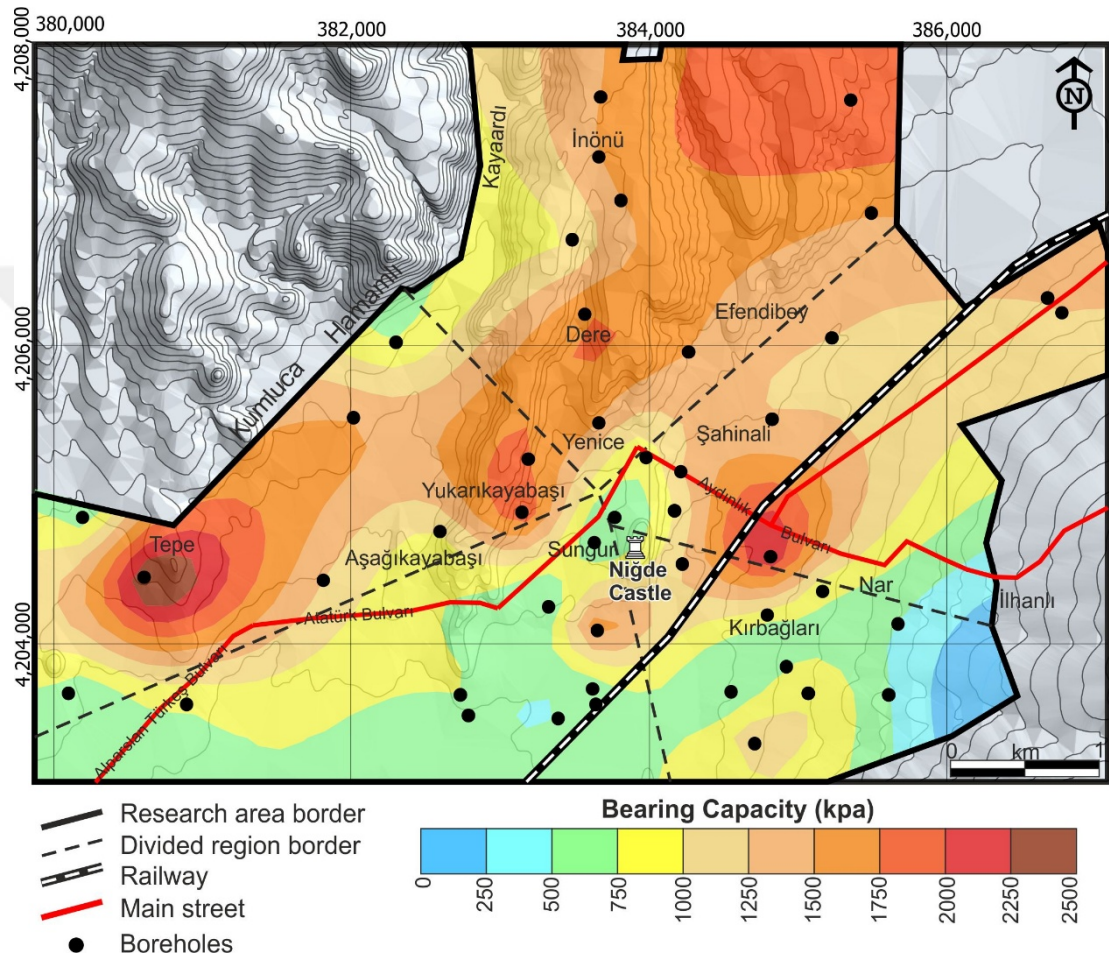 380,000
382,000
384,000
386,000
4,208,000
4,206,000
4,204,000
N
Kayaardı
İnönü
Hamamlı
Kumluca
Dere
Efendibey
Yenice
Şahinali
Yukarıkayabaşı
Aydınlık
Bulvarı
Tepe
Aşağıkayabaşı
Sungur
Niğde
Castle
Nar
İlhanlı
Atatürk Bulvarı
Kırbağları
Alparslan Türkeş Bulvarı
0 km 1
Research area border
Divided region border
Railway
Main street
Boreholes
Bearing Capacity (kpa)
0 250 500 750 1000 1250 1500 1750 2000 2250 2500